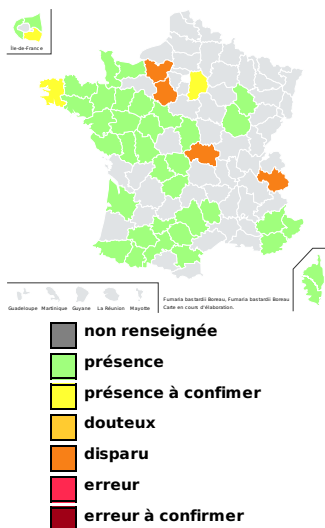 Île-de-France
Guadeloupe Martinique Guyane La Réunion Mayotte
Fumaria bastardii Boreau, Fumaria bastardii Boreau
Carte en cours d'élaboration.
non renseignée
présence
présence à confimer
douteux
disparu
erreur
erreur à confirmer